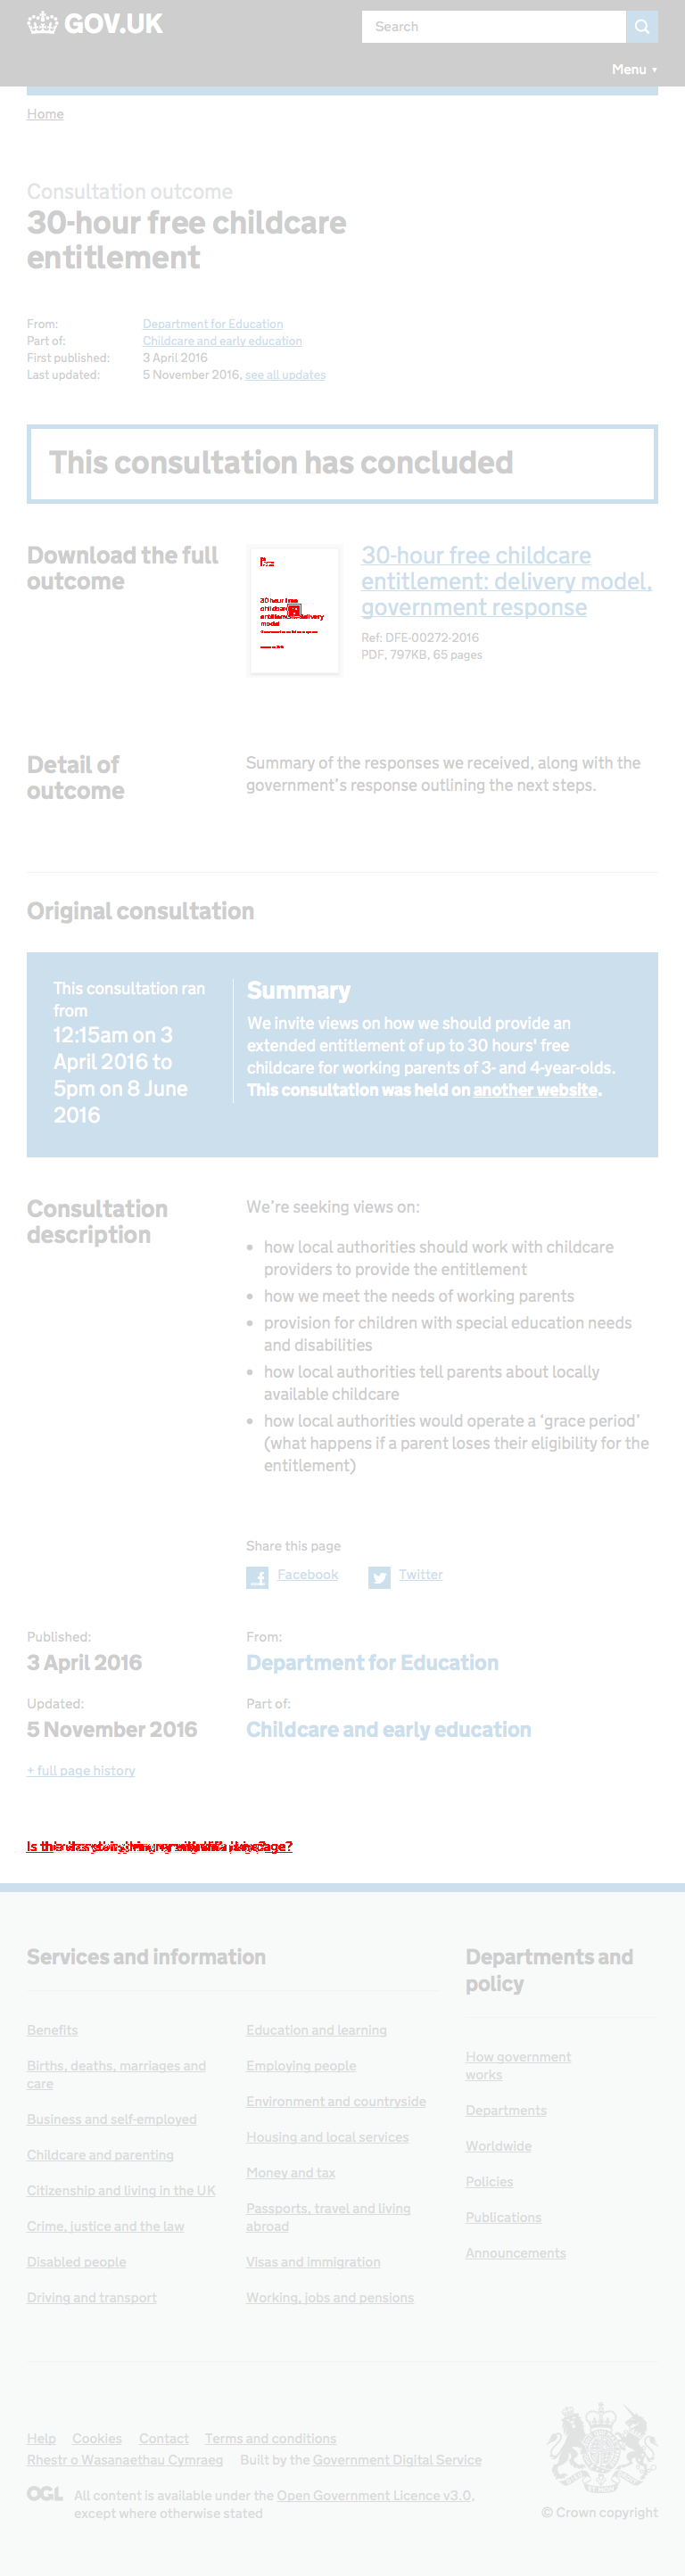 GOV.UK
Search
Menu ▼
Home
Consultation outcome
30-hour free childcare
entitlement
From: Department for Education
Part of: Childcare and early education
First published: 3 April 2016
Last updated: 5 November 2016, see all updates
This consultation has concluded
Download the full
outcome
30-hour free childcare
entitlement: delivery model,
government response
Ref: DFE-00272-2016
PDF, 797KB, 65 pages
Detail of
outcome
Summary of the responses we received, along with the
government's response outlining the next steps.
Original consultation
This consultation ran
from
12:15am on 3
April 2016 to
5pm on 8 June
2016
Summary
We invite views on how we should provide an
extended entitlement of up to 30 hours' free
childcare for working parents of 3- and 4-year-olds.
This consultation was held on another website.
Consultation
description
We're seeking views on:
• how local authorities should work with childcare
providers to provide the entitlement
• how we meet the needs of working parents
• provision for children with special education needs
and disabilities
• how local authorities tell parents about locally
available childcare
• how local authorities would operate a ‘grace period’
(what happens if a parent loses their eligibility for the
entitlement)
Share this page
Facebook Twitter
Published:
3 April 2016
From:
Department for Education
Updated:
5 November 2016
Part of:
Childcare and early education
+ full page history
Services and information
Benefits
Births, deaths, marriages and
care
Business and self-employed
Childcare and parenting
Citizenship and living in the UK
Crime, justice and the law
Disabled people
Driving and transport
Education and learning
Employing people
Environment and countryside
Housing and local services
Money and tax
Passports, travel and living
abroad
Visas and immigration
Working, jobs and pensions
Departments and
policy
How government
works
Departments
Worldwide
Policies
Publications
Announcements
Help Cookies Contact Terms and conditions
Rhestr o Wasanaethau Cymraeg Built by the Government Digital Service
OGL All content is available under the Open Government Licence v3.0,
except where otherwise stated
© Crown copyright